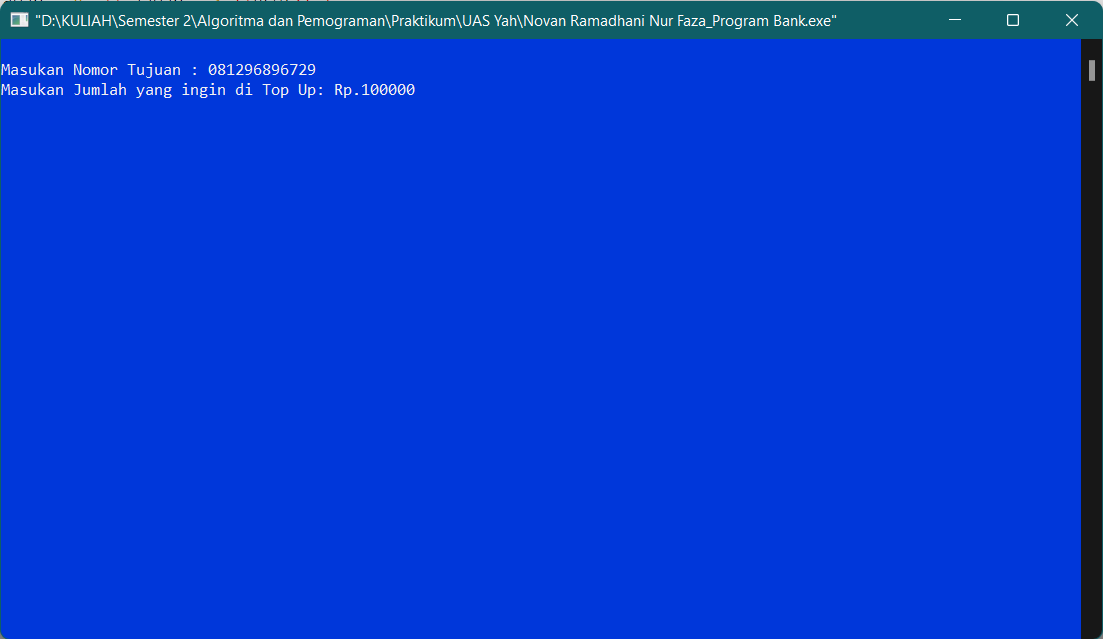 "D:\KULIAH\Semester 2\Algoritma dan Pemograman\Praktikum\UAS Yah\Novan Ramadhani Nur Faza_Program Bank.exe"
Masukan Nomor Tujuan : 081296896729
Masukan Jumlah yang ingin di Top Up: Rp.100000